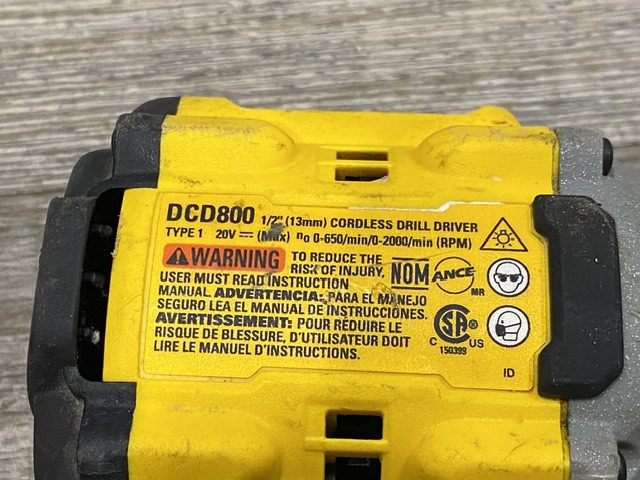 DCD800 1/2" (13mm) CORDLESS DRILL DRIVER
TYPE 1 20V ⎓ (Max) n₀ 0-650/min/0-2000/min (RPM)
WARNING TO REDUCE THE
RISK OF INJURY,
USER MUST READ INSTRUCTION
MANUAL. ADVERTENCIA: PARA EL MANEJO
SEGURO LEA EL MANUAL DE INSTRUCCIÓNES.
AVERTISSEMENT: POUR RÉDUIRE LE
RISQUE DE BLESSURE, D'UTILISATEUR DOIT
LIRE LE MANUEL D'INSTRUCTIONS.
NOM ANCE MR
C SA US
150399
ID